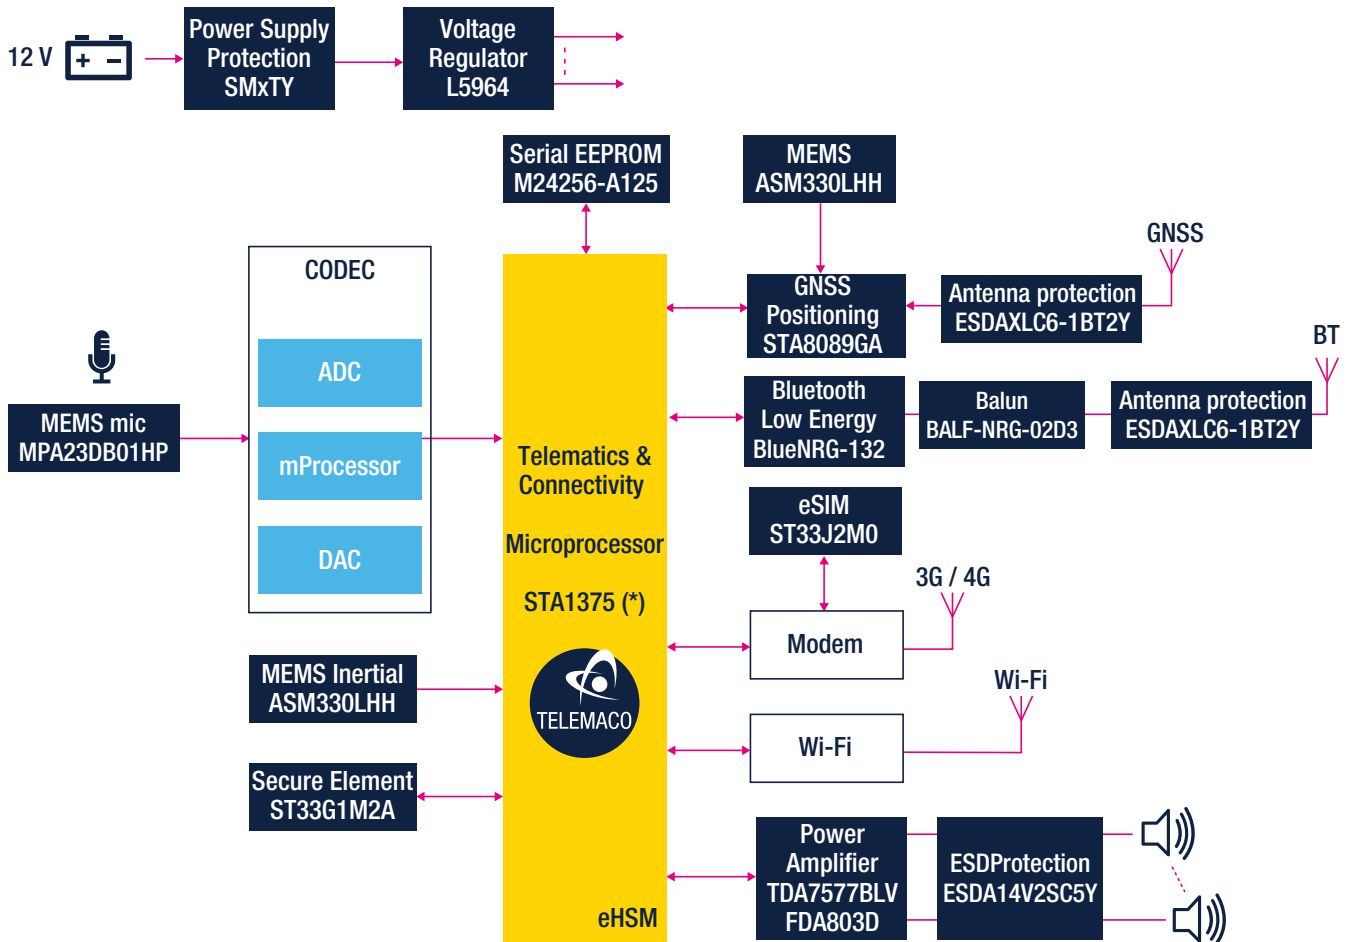 12 V
+ -
Power Supply
Protection
SMxTY
Voltage
Regulator
L5964
Serial EEPROM
M24256-A125
MEMS
ASM330LHH
GNSS
CODEC
ADC
mProcessor
DAC
MEMS mic
MPA23DB01HP
GNSS
Positioning
STA8089GA
Antenna protection
ESDAXLC6-1BT2Y
BT
Bluetooth
Low Energy
BlueNRG-132
Balun
BALF-NRG-02D3
Antenna protection
ESDAXLC6-1BT2Y
Telematics &
Connectivity
Microprocessor
STA1375 (*)
TELEMACO
eHSM
eSIM
ST33J2M0
3G / 4G
Modem
MEMS Inertial
ASM330LHH
Wi-Fi
Wi-Fi
Secure Element
ST33G1M2A
Power
Amplifier
TDA7577BLV
FDA803D
ESDProtection
ESDA14V2SC5Y